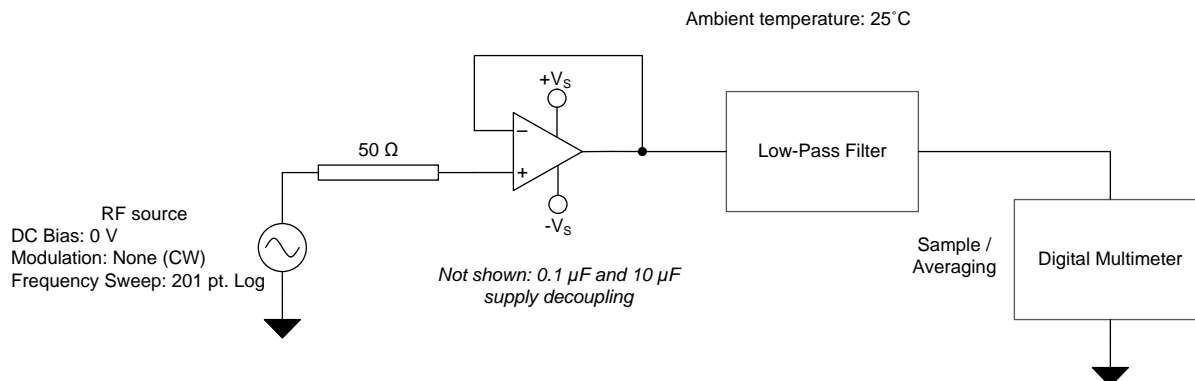 Ambient temperature: 25˚C
+VS
−
50 Ω
Low-Pass Filter
+
RF source
-VS
DC Bias: 0 V
Modulation: None (CW)
Frequency Sweep: 201 pt. Log
Not shown: 0.1 µF and 10 µF
supply decoupling
Sample /
Averaging
Digital Multimeter